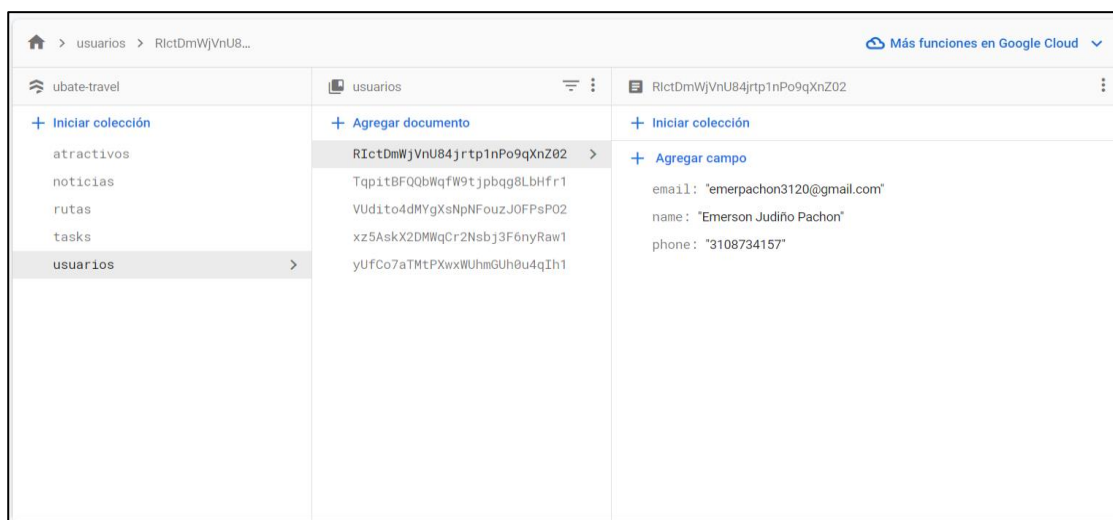 usuarios > RIctDmWjVnU8...
Más funciones en Google Cloud
ubate-travel
+ Iniciar colección
atractivos
noticias
rutas
tasks
usuarios
usuarios
+ Agregar documento
RIctDmWjVnU84jrtp1nPo9qXnZ02
TqpitBFQQbWqfW9tjpbqg8LbHfr1
VUdito4dMYgXsNpNFouzJOFPsPO2
xz5AskX2DMWqCr2Nsbj3F6nyRaw1
yUfCo7aTMtPXwxWUhmGUh0u4qIh1
RIctDmWjVnU84jrtp1nPo9qXnZ02
+ Iniciar colección
+ Agregar campo
email: "emerpachon3120@gmail.com"
name: "Emerson Judiño Pachon"
phone: "3108734157"